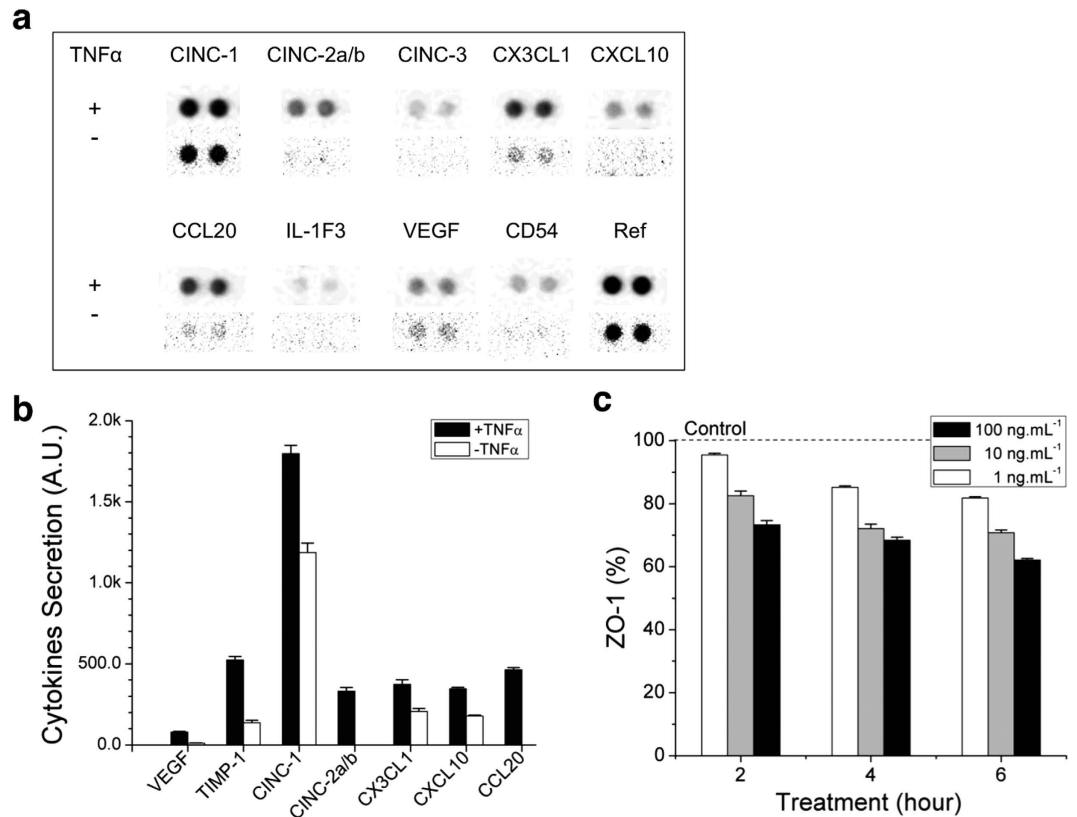 a
TNFα CINC-1 CINC-2a/b CINC-3 CX3CL1 CXCL10
+
-
CCL20 IL-1F3 VEGF CD54 Ref
+
-
b
Cytokines Secretion (A.U.)
2.0k
1.5k
1.0k
500.0
0.0
+TNFα
-TNFα
VEGF
TIMP-1
CINC-1
CINC-2a/b
CX3CL1
CXCL10
CCL20
c
Control
100 ng.mL⁻¹
10 ng.mL⁻¹
1 ng.mL⁻¹
ZO-1 (%)
100
80
60
40
20
0
2 4 6
Treatment (hour)